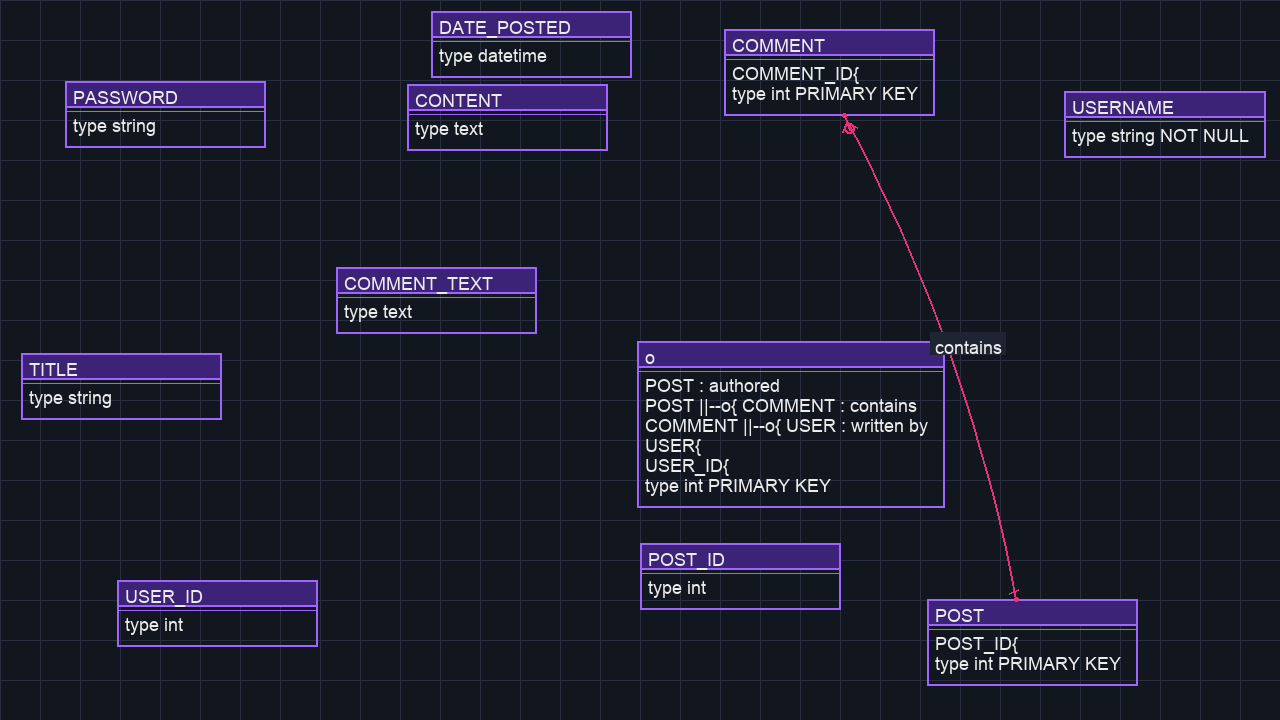 DATE_POSTED
type datetime
COMMENT
COMMENT_ID{
type int PRIMARY KEY
PASSWORD
type string
CONTENT
type text
USERNAME
type string NOT NULL
COMMENT_TEXT
type text
contains
TITLE
type string
o
POST : authored
POST ||--o{ COMMENT : contains
COMMENT ||--o{ USER : written by
USER{
USER_ID{
type int PRIMARY KEY
POST_ID
type int
USER_ID
type int
POST
POST_ID{
type int PRIMARY KEY